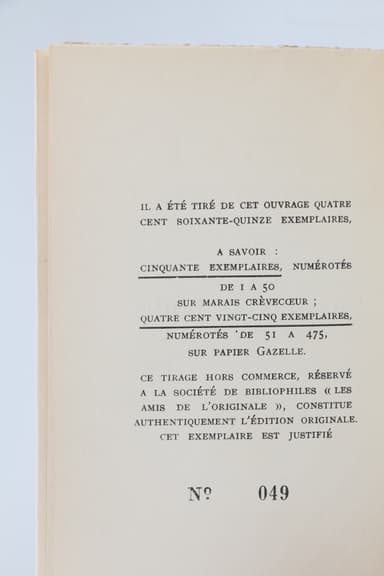 IL A ÉTÉ TIRÉ DE CET OUVRAGE QUATRE
CENT SOIXANTE-QUINZE EXEMPLAIRES,
A SAVOIR :
CINQUANTE EXEMPLAIRES, NUMÉROTÉS
DE 1 A 50
SUR MARAIS CRÈVECŒUR ;
QUATRE CENT VINGT-CINQ EXEMPLAIRES,
NUMÉROTÉS DE 51 A 475,
SUR PAPIER GAZELLE.
CE TIRAGE HORS COMMERCE, RÉSERVÉ
A LA SOCIÉTÉ DE BIBLIOPHILES « LES
AMIS DE L'ORIGINALE », CONSTITUE
AUTHENTIQUEMENT L'ÉDITION ORIGINALE.
CET EXEMPLAIRE EST JUSTIFIÉ
Nº 049